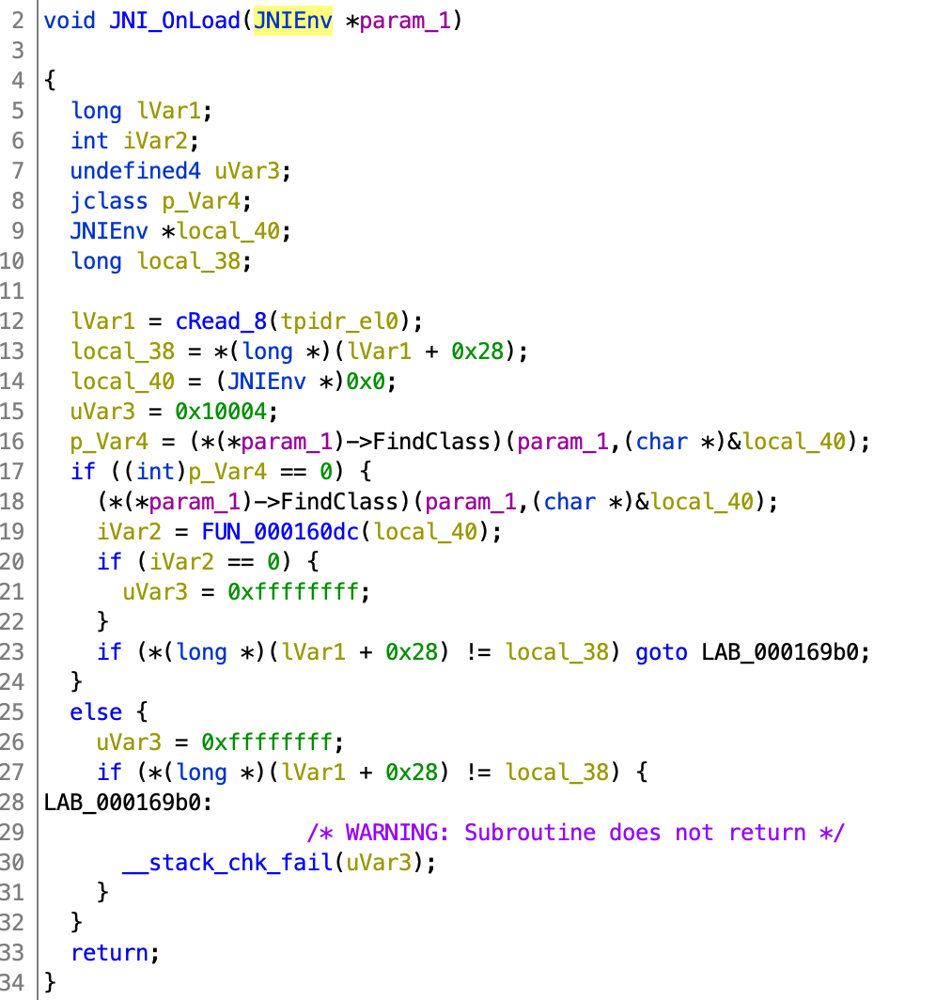 2 void JNI_OnLoad(JNIEnv *param_1)
3
4 {
5   long lVar1;
6   int iVar2;
7   undefined4 uVar3;
8   jclass p_Var4;
9   JNIEnv *local_40;
10   long local_38;
11
12   lVar1 = cRead_8(tpidr_el0);
13   local_38 = *(long *)(lVar1 + 0x28);
14   local_40 = (JNIEnv *)0x0;
15   uVar3 = 0x10004;
16   p_Var4 = (*(*param_1)->FindClass)(param_1,(char *)&local_40);
17   if ((int)p_Var4 == 0) {
18     (*(*param_1)->FindClass)(param_1,(char *)&local_40);
19     iVar2 = FUN_000160dc(local_40);
20     if (iVar2 == 0) {
21       uVar3 = 0xffffffff;
22     }
23     if (*(long *)(lVar1 + 0x28) != local_38) goto LAB_000169b0;
24   }
25   else {
26     uVar3 = 0xffffffff;
27     if (*(long *)(lVar1 + 0x28) != local_38) {
28 LAB_000169b0:
29                     /* WARNING: Subroutine does not return */
30       __stack_chk_fail(uVar3);
31     }
32   }
33   return;
34 }